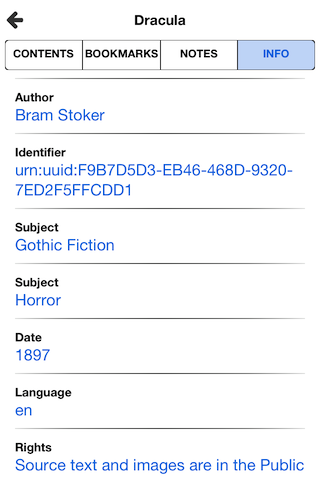 Dracula
CONTENTS BOOKMARKS NOTES INFO
Author
Bram Stoker
Identifier
urn:uuid:F9B7D5D3-EB46-468D-9320-
7ED2F5FFCDD1
Subject
Gothic Fiction
Subject
Horror
Date
1897
Language
en
Rights
Source text and images are in the Public